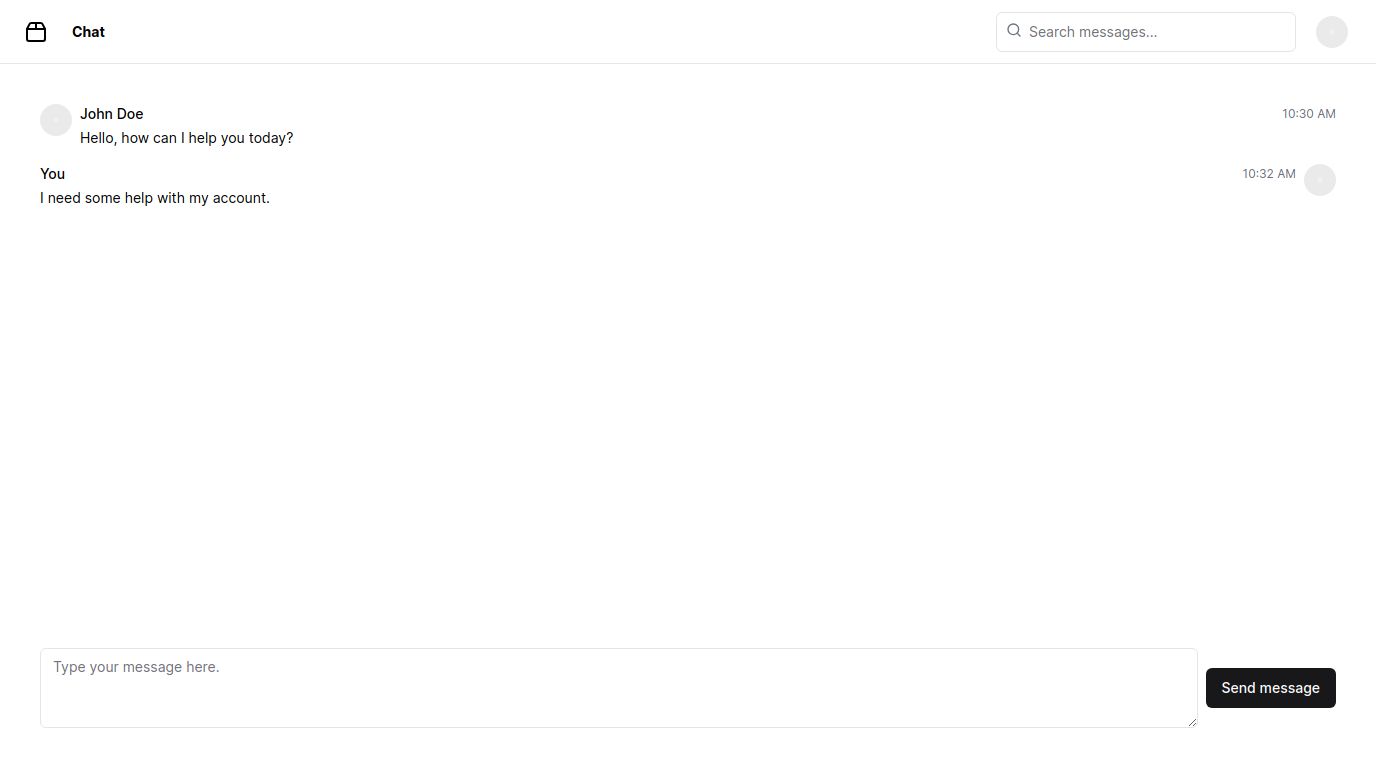 Chat
Search messages...
John Doe
10:30 AM
Hello, how can I help you today?
You
10:32 AM
I need some help with my account.
Type your message here.
Send message